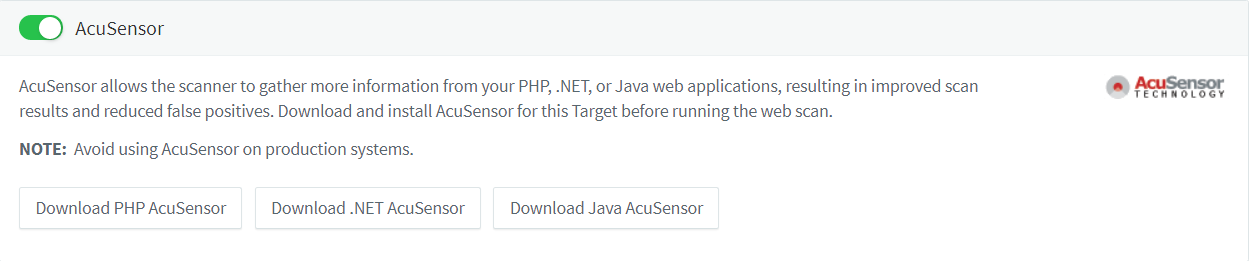 AcuSensor
AcuSensor allows the scanner to gather more information from your PHP, .NET, or Java web applications, resulting in improved scan
results and reduced false positives. Download and install AcuSensor for this Target before running the web scan.
AcuSensor
TECHNOLOGY
NOTE: Avoid using AcuSensor on production systems.
Download PHP AcuSensor
Download .NET AcuSensor
Download Java AcuSensor